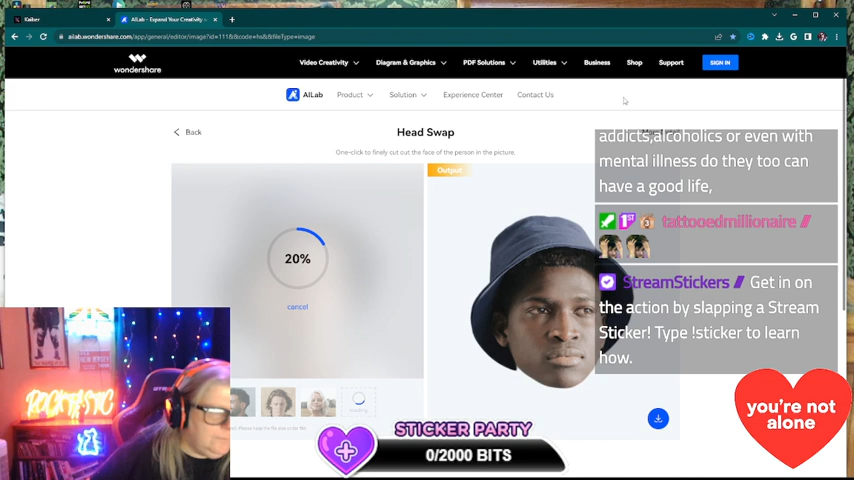 Kaiber
AILab - Expand Your Creativity w
ailab.wondershare.com/app/general/editor/image?id=111&code=hs&fileType=image
wondershare
Video Creativity
Diagram & Graphics
PDF Solutions
Utilities
Business
Shop
Support
SIGN IN
AILab
Product
Solution
Experience Center
Contact Us
Back
Head Swap
One-click to finely cut out the face of the person in the picture.
Output
20%
cancel
loading
addicts,alcoholics or even with
mental illness do they too can
have a good life,
1ST
tattooedmillionaire //
StreamStickers // Get in on
the action by slapping a Stream
Sticker! Type !sticker to learn
how.
ROCKTASTIC
STICKER PARTY
0/2000 BITS
you're not
alone